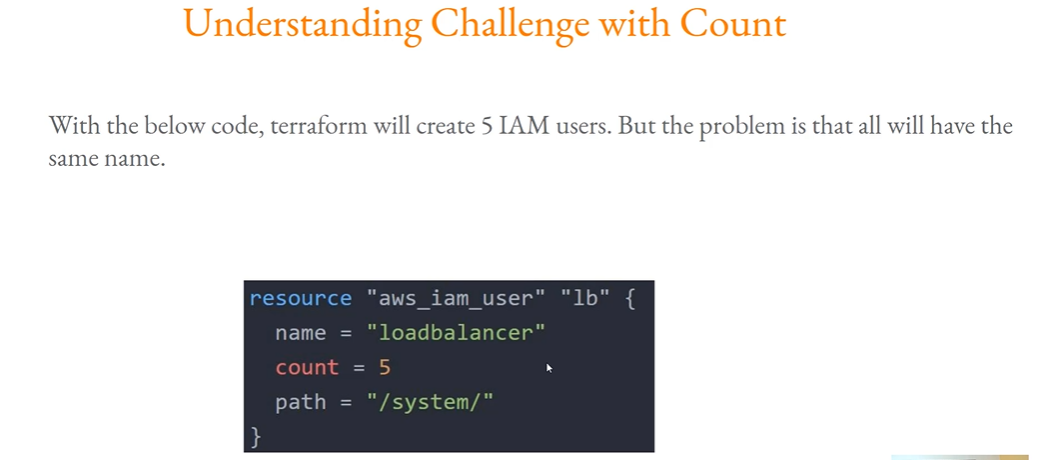 Understanding Challenge with Count
With the below code, terraform will create 5 IAM users. But the problem is that all will have the
same name.
resource "aws_iam_user" "lb" {
  name = "loadbalancer"
  count = 5
  path = "/system/"
}